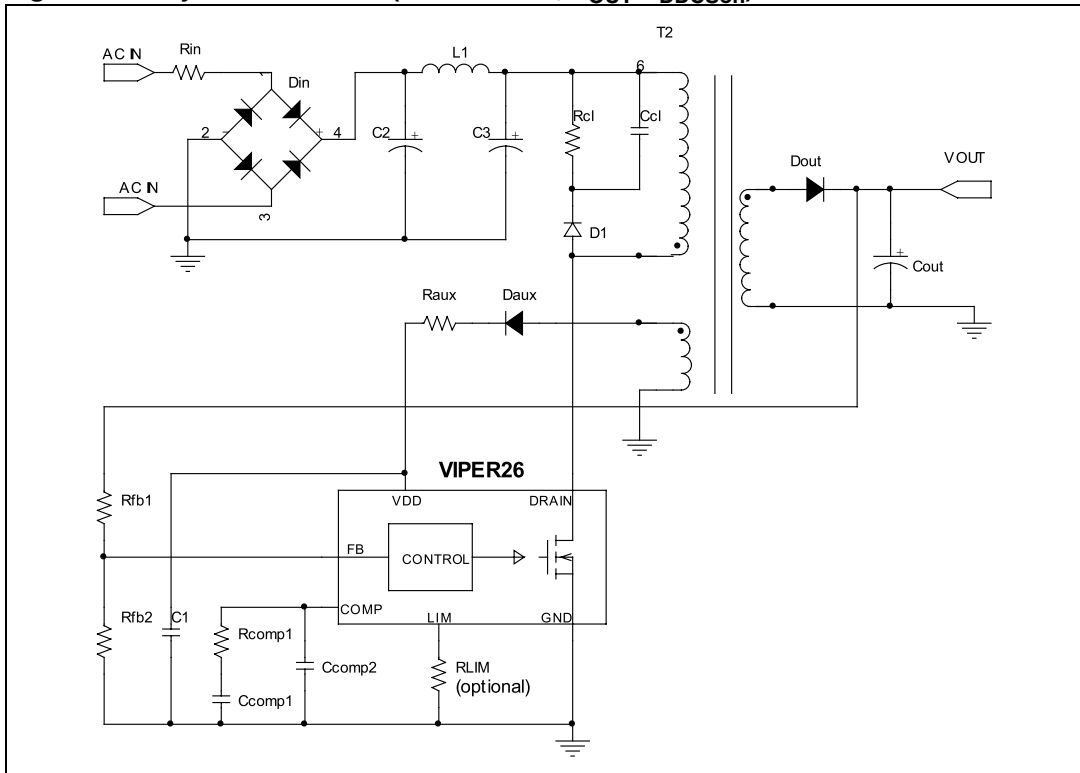 T2
AC IN
Rin
L1
6
Din
Rcl
Ccl
2
-
+
4
C2
+
C3
+
Dout
VOUT
AC IN
3
D1
+
Cout
Raux
Daux
VIPER26
VDD
DRAIN
Rfb1
FB
CONTROL
Rfb2
C1
COMP
LIM
GND
Rcomp1
Ccomp2
RLIM
(optional)
Ccomp1